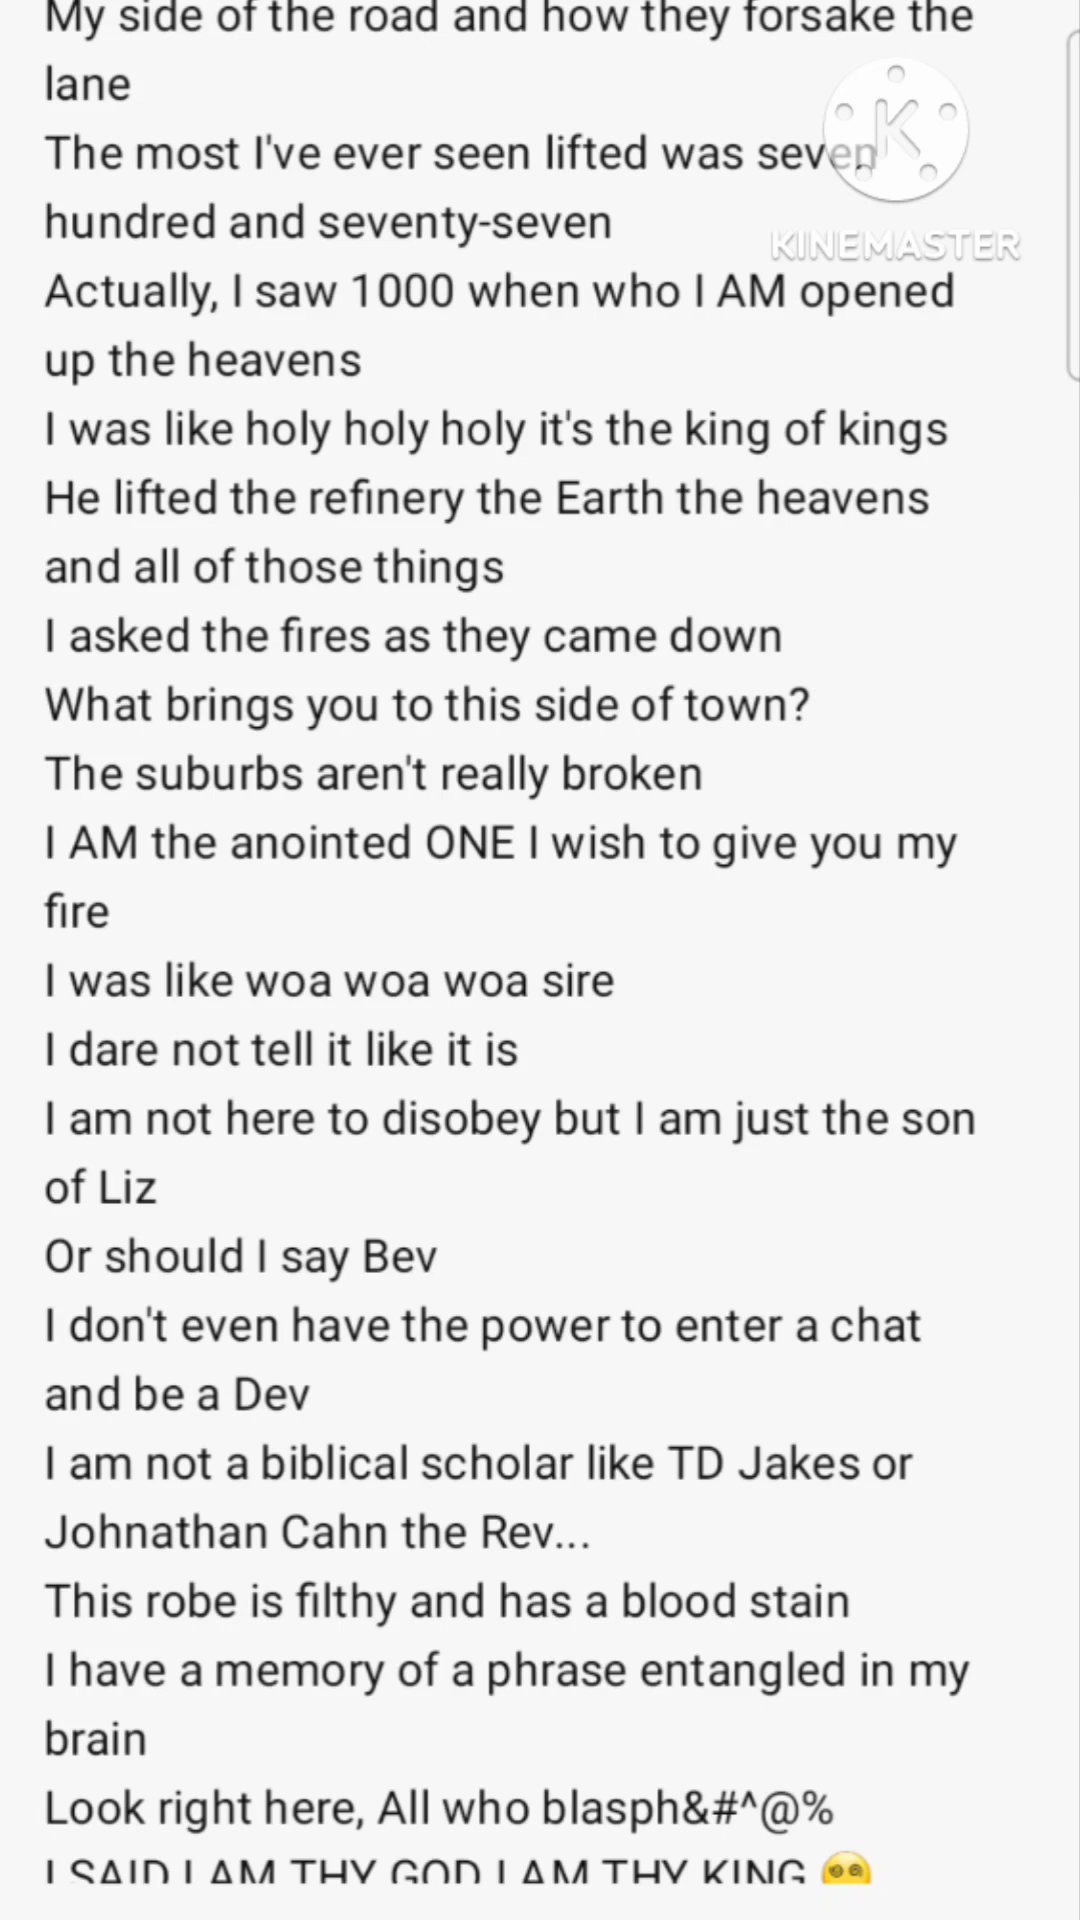 My side of the road and how they forsake the
lane
The most I've ever seen lifted was seven
hundred and seventy-seven
K
KINEMASTER
Actually, I saw 1000 when who I AM opened
up the heavens
I was like holy holy holy it's the king of kings
He lifted the refinery the Earth the heavens
and all of those things
I asked the fires as they came down
What brings you to this side of town?
The suburbs aren't really broken
I AM the anointed ONE I wish to give you my
fire
I was like woa woa woa sire
I dare not tell it like it is
I am not here to disobey but I am just the son
of Liz
Or should I say Bev
I don't even have the power to enter a chat
and be a Dev
I am not a biblical scholar like TD Jakes or
Johnathan Cahn the Rev...
This robe is filthy and has a blood stain
I have a memory of a phrase entangled in my
brain
Look right here, All who blasph&#^@%
I SAID I AM THY GOD I AM THY KING 😵‍💫